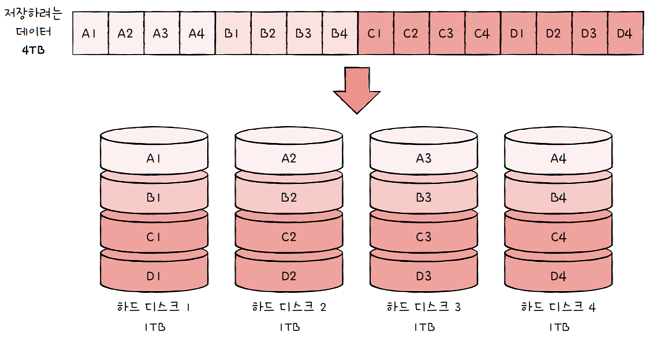 저장하려는
데이터
4TB
A1 A2 A3 A4 B1 B2 B3 B4 C1 C2 C3 C4 D1 D2 D3 D4
A1 A2 A3 A4
B1 B2 B3 B4
C1 C2 C3 C4
D1 D2 D3 D4
하드 디스크 1 하드 디스크 2 하드 디스크 3 하드 디스크 4
1TB 1TB 1TB 1TB